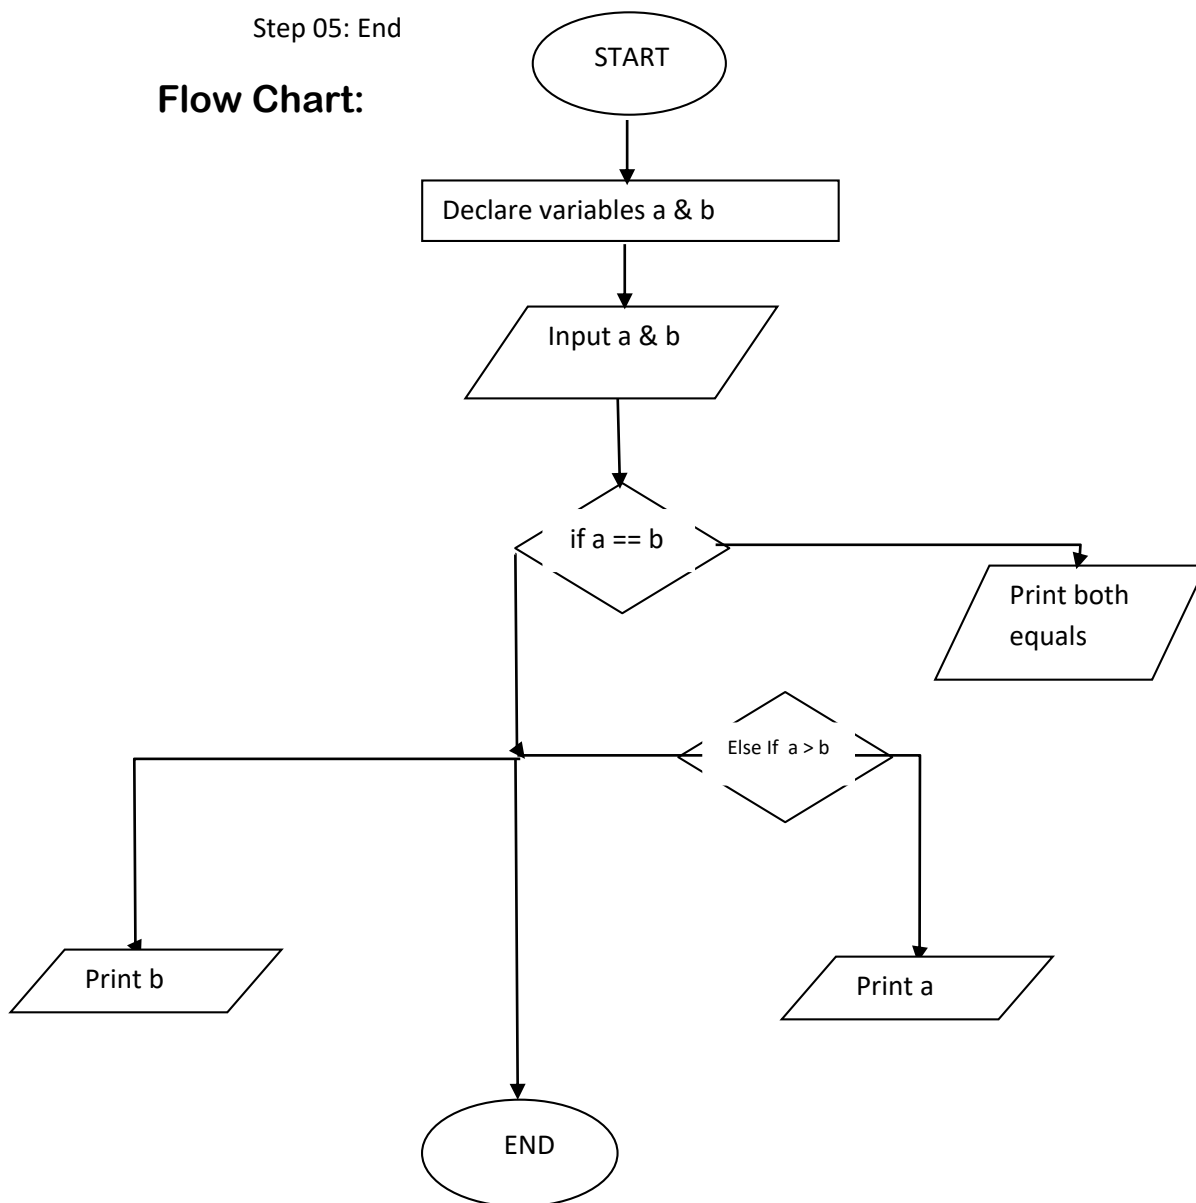 Step 05: End
START
Flow Chart:
Declare variables a & b
Input a & b
if a == b
Print both
equals
Else If  a > b
Print b
Print a
END